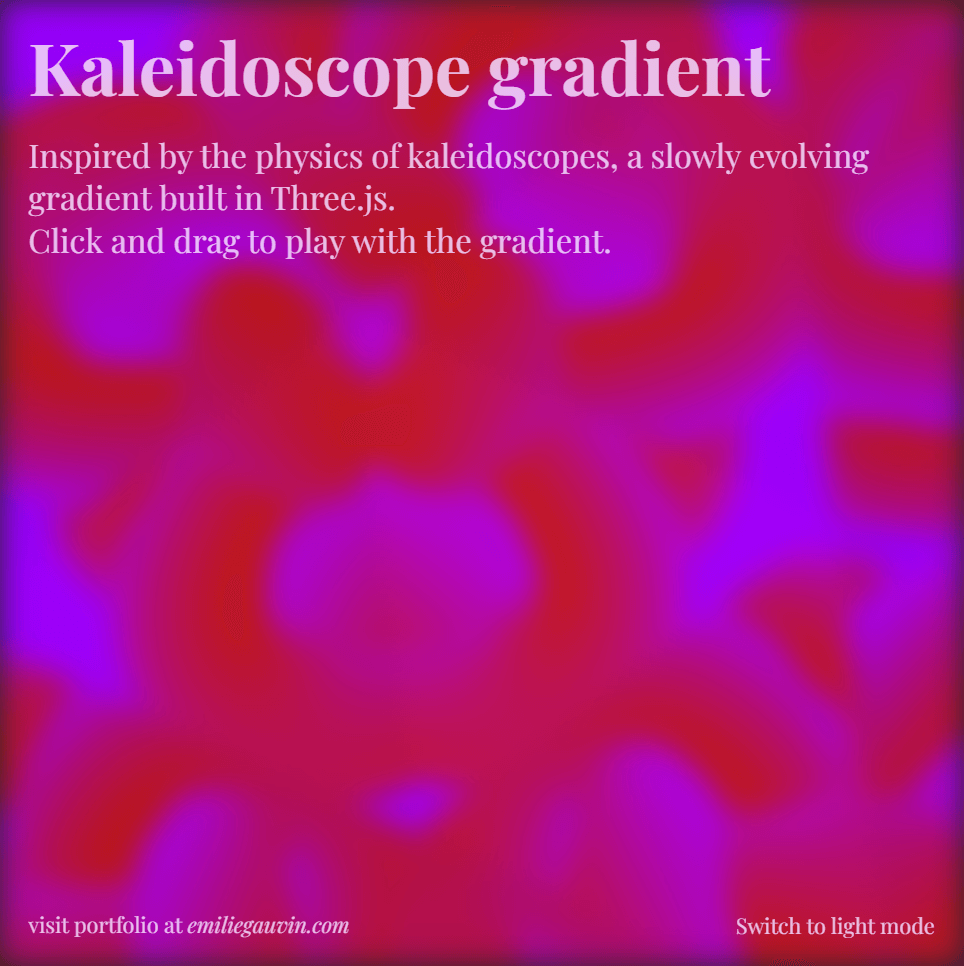 Kaleidoscope gradient
Inspired by the physics of kaleidoscopes, a slowly evolving
gradient built in Three.js.
Click and drag to play with the gradient.
visit portfolio at emiliegauvin.com
Switch to light mode